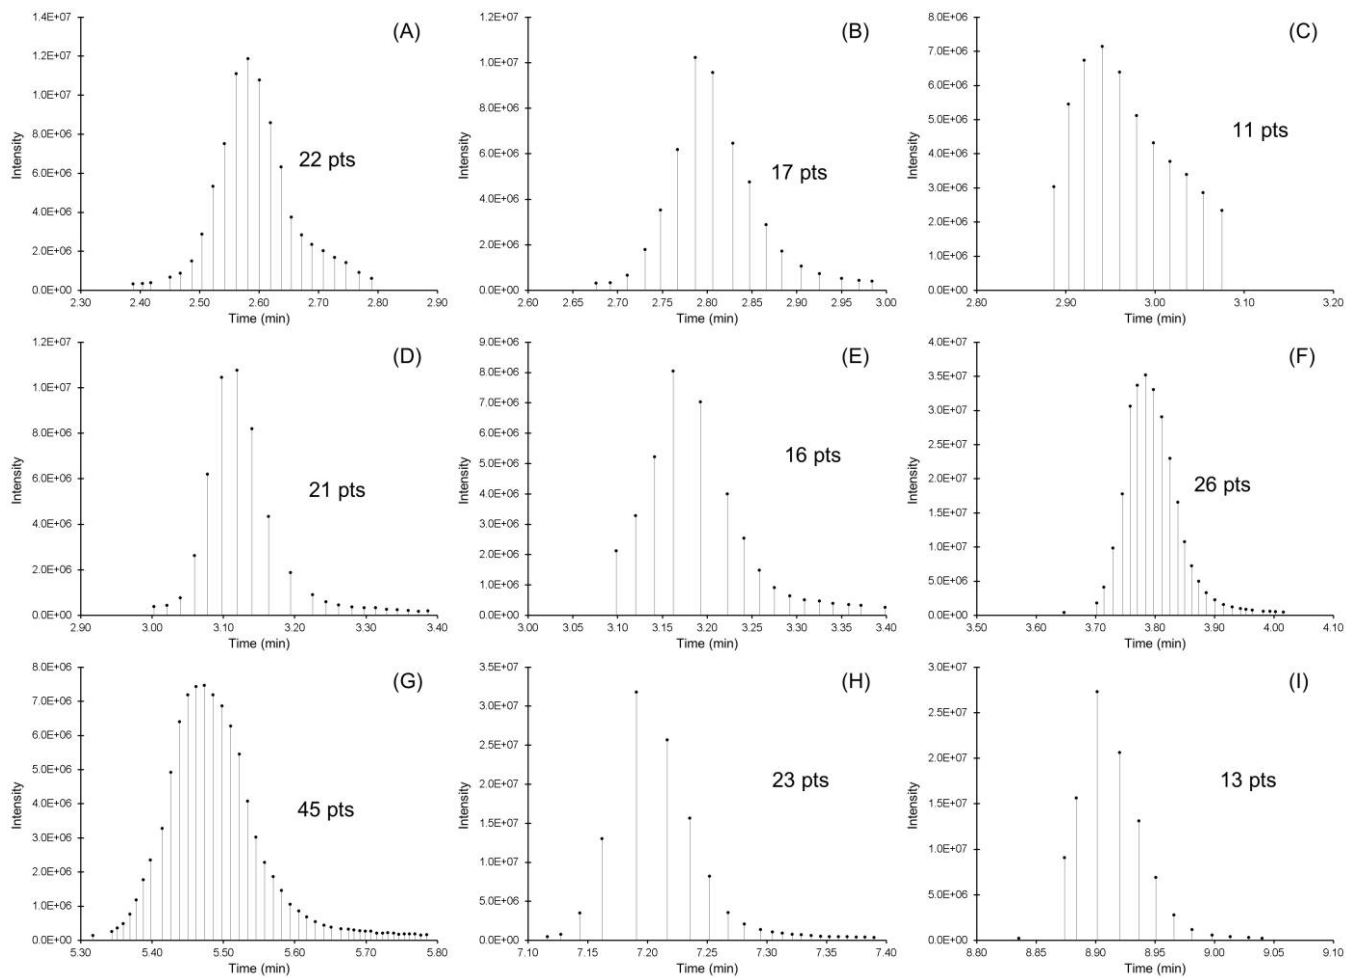 1.4E+07
(A)
1.2E+07
1.0E+07
8.0E+06
Intensity
22 pts
6.0E+06
4.0E+06
2.0E+06
0.0E+00
2.30 2.40 2.50 2.60 2.70 2.80 2.90
Time (min)
1.2E+07
(B)
1.0E+07
8.0E+06
Intensity
17 pts
6.0E+06
4.0E+06
2.0E+06
0.0E+00
2.60 2.65 2.70 2.75 2.80 2.85 2.90 2.95 3.00
Time (min)
8.0E+06
(C)
7.0E+06
6.0E+06
5.0E+06
11 pts
Intensity
4.0E+06
3.0E+06
2.0E+06
1.0E+06
0.0E+00
2.80 2.90 3.00 3.10 3.20
Time (min)
1.2E+07
(D)
1.0E+07
8.0E+06
Intensity
6.0E+06
21 pts
4.0E+06
2.0E+06
0.0E+00
2.90 3.00 3.10 3.20 3.30 3.40
Time (min)
9.0E+06
(E)
8.0E+06
7.0E+06
6.0E+06
5.0E+06
16 pts
Intensity
4.0E+06
3.0E+06
2.0E+06
1.0E+06
0.0E+00
3.00 3.05 3.10 3.15 3.20 3.25 3.30 3.35 3.40
Time (min)
4.0E+07
(F)
3.5E+07
3.0E+07
2.5E+07
Intensity
2.0E+07
26 pts
1.5E+07
1.0E+07
5.0E+06
0.0E+00
3.50 3.60 3.70 3.80 3.90 4.00 4.10
Time (min)
8.0E+06
(G)
7.0E+06
6.0E+06
5.0E+06
Intensity
4.0E+06
45 pts
3.0E+06
2.0E+06
1.0E+06
0.0E+00
5.30 5.40 5.50 5.60 5.70 5.80
Time (min)
3.5E+07
(H)
3.0E+07
2.5E+07
2.0E+07
23 pts
Intensity
1.5E+07
1.0E+07
5.0E+06
0.0E+00
7.10 7.15 7.20 7.25 7.30 7.35 7.40
Time (min)
3.0E+07
(I)
2.5E+07
2.0E+07
13 pts
Intensity
1.5E+07
1.0E+07
5.0E+06
0.0E+00
8.80 8.85 8.90 8.95 9.00 9.05 9.10
Time (min)